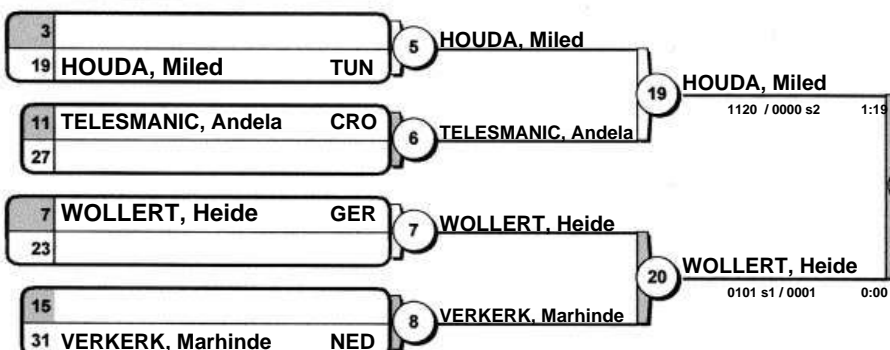 3
19 HOUDA, Miled TUN
5 HOUDA, Miled
11 TELESMANIC, Andela CRO
27
6 TELESMANIC, Andela
19 HOUDA, Miled
1120 / 0000 s2 1:19
7 WOLLERT, Heide GER
23
7 WOLLERT, Heide
15
31 VERKERK, Marhinde NED
8 VERKERK, Marhinde
20 WOLLERT, Heide
0101 s1 / 0001 0:00